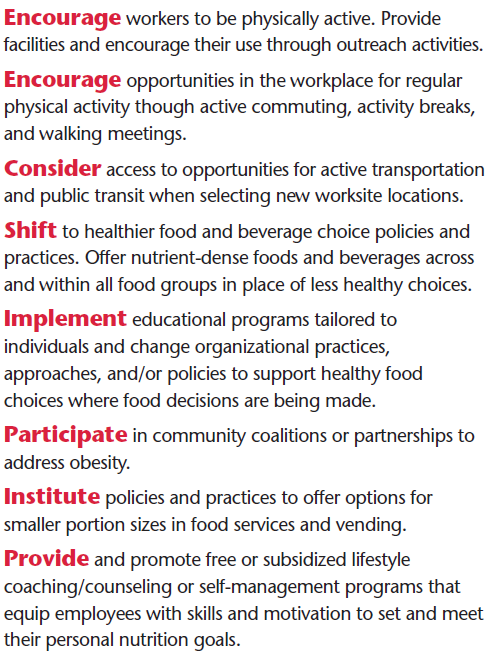 Encourage workers to be physically active. Provide
facilities and encourage their use through outreach activities.
Encourage opportunities in the workplace for regular
physical activity though active commuting, activity breaks,
and walking meetings.
Consider access to opportunities for active transportation
and public transit when selecting new worksite locations.
Shift to healthier food and beverage choice policies and
practices. Offer nutrient-dense foods and beverages across
and within all food groups in place of less healthy choices.
Implement educational programs tailored to
individuals and change organizational practices,
approaches, and/or policies to support healthy food
choices where food decisions are being made.
Participate in community coalitions or partnerships to
address obesity.
Institute policies and practices to offer options for
smaller portion sizes in food services and vending.
Provide and promote free or subsidized lifestyle
coaching/counseling or self-management programs that
equip employees with skills and motivation to set and meet
their personal nutrition goals.